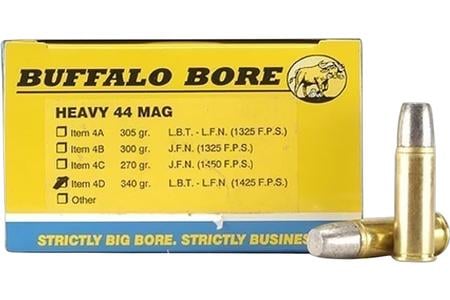 BUFFALO BORE
HEAVY 44 MAG
Item 4A 305 gr. L.B.T. - L.F.N. (1325 F.P.S.)
Item 4B 300 gr. J.F.N. (1325 F.P.S.)
Item 4C 270 gr. J.F.N. (1450 F.P.S.)
Item 4D 340 gr. L.B.T. - L.F.N (1425 F.P.S.)
Other
STRICTLY BIG BORE. STRICTLY BUSINES